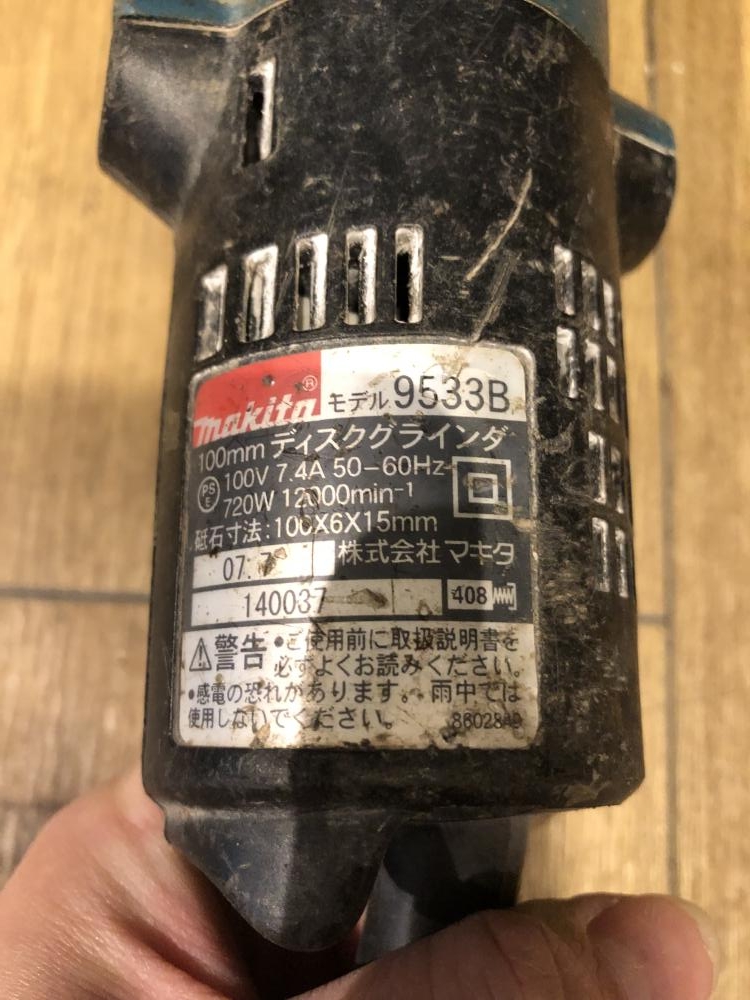 makita® モデル 9533B
100mm ディスクグラインダ
PS E 100V 7.4A 50-60Hz
720W 12000min⁻¹
砥石寸法:100X6X15mm
07. 7 株式会社 マキタ
140037 408
警告 •ご使用前に取扱説明書を
必ずよくお読みください。
•感電の恐れがあります。雨中では
使用しないでください。